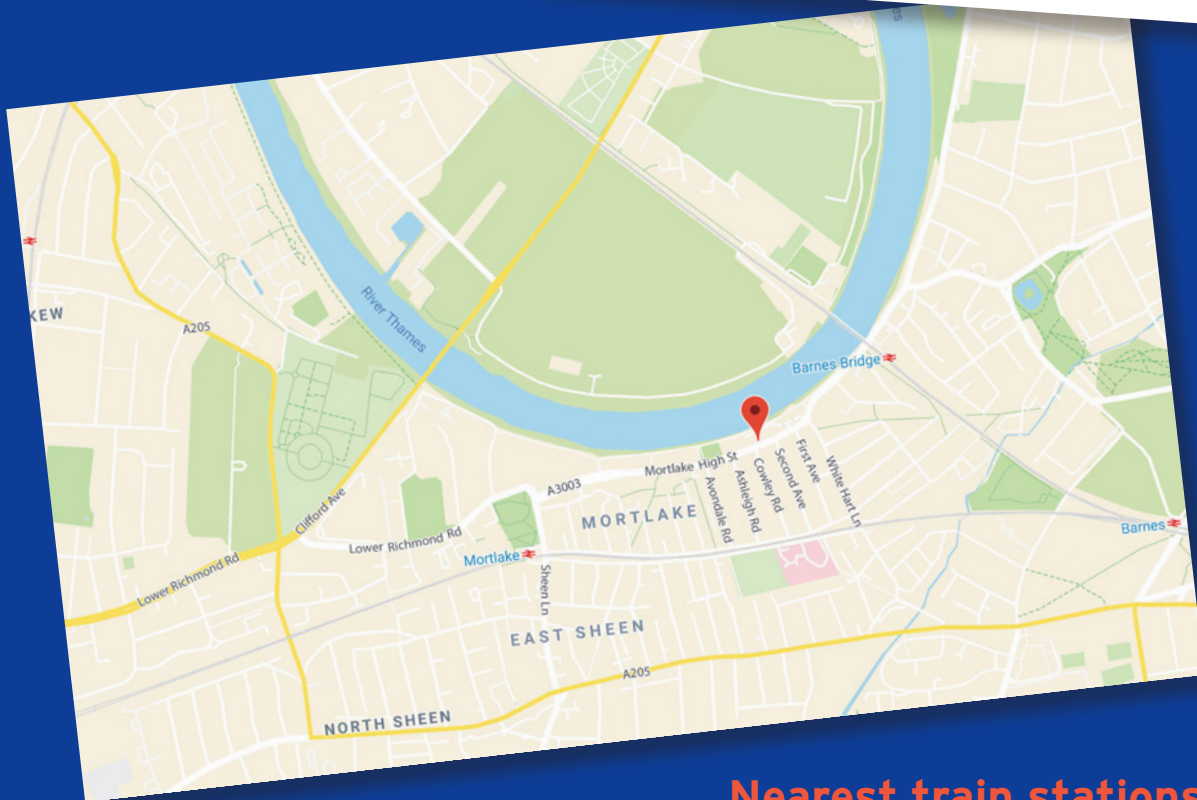 KEW
A205
River Thames
Barnes Bridge
Mortlake High St
First Ave
Second Ave
White Hart Ln
Cowley Rd
Ashleigh Rd
Avondale Rd
A3003
MORTLAKE
Clifford Ave
Lower Richmond Rd
Mortlake
Barnes
Lower Richmond Rd
Sheen Ln
EAST SHEEN
A205
NORTH SHEEN
Nearest train stations